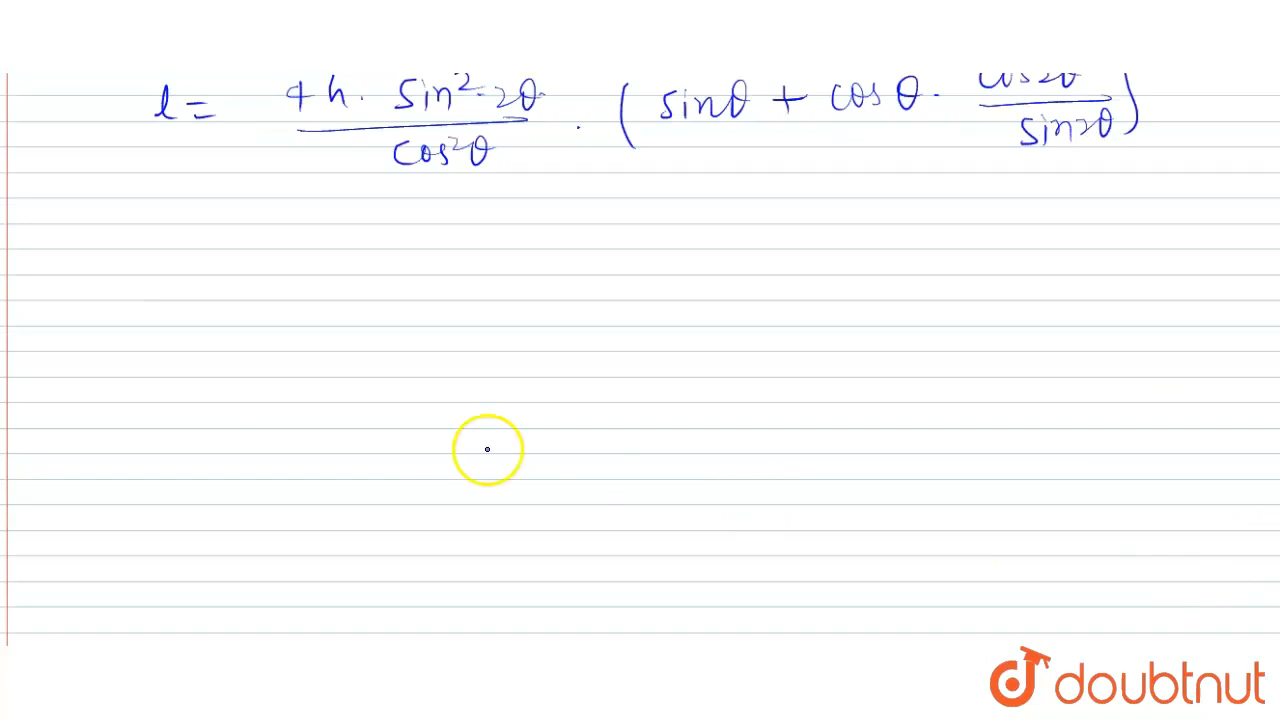 l = 4h. sin²2θ / cos²θ . ( sinθ + cosθ. cos2θ / sin2θ )
doubtnut